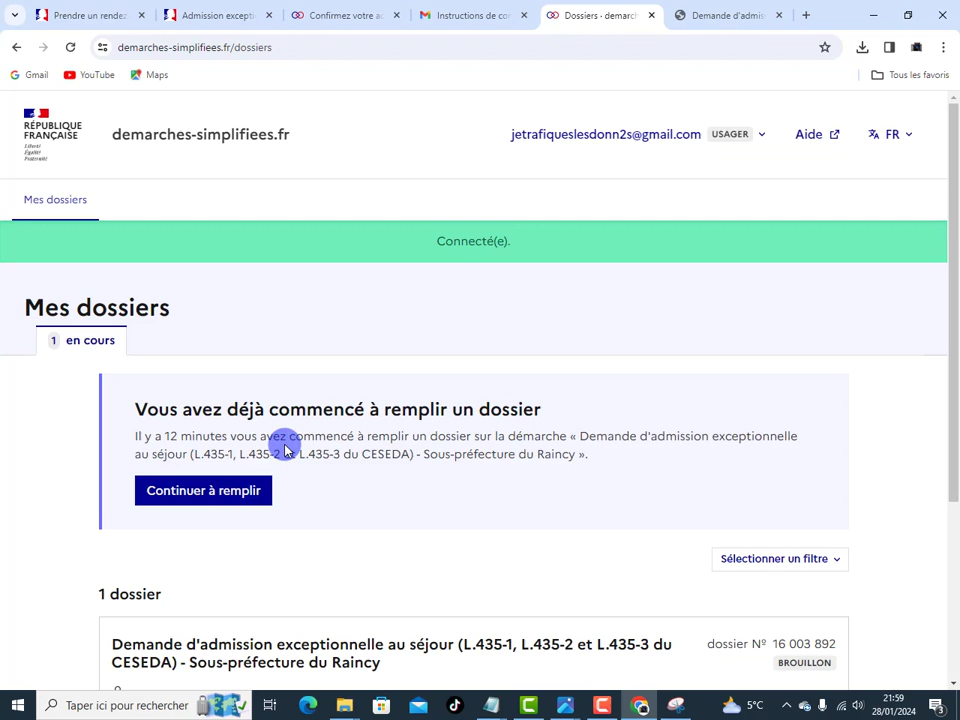 Prendre un rendez
Admission excepti
Confirmez votre a
Instructions de co
Dossiers · demarch
Demande d'admis
demarches-simplifiees.fr/dossiers
Gmail
YouTube
Maps
Tous les favoris
RÉPUBLIQUE
FRANÇAISE
Liberté
Égalité
Fraternité
demarches-simplifiees.fr
jetrafiqueslesdonn2s@gmail.com USAGER
Aide
FR
Mes dossiers
Connecté(e).
Mes dossiers
1 en cours
Vous avez déjà commencé à remplir un dossier
Il y a 12 minutes vous avez commencé à remplir un dossier sur la démarche « Demande d'admission exceptionnelle
au séjour (L.435-1, L.435-2 et L.435-3 du CESEDA) - Sous-préfecture du Raincy ».
Continuer à remplir
Sélectionner un filtre
1 dossier
Demande d'admission exceptionnelle au séjour (L.435-1, L.435-2 et L.435-3 du
CESEDA) - Sous-préfecture du Raincy
dossier Nº 16 003 892
BROUILLON
Taper ici pour rechercher
5°C
21:59
28/01/2024
3